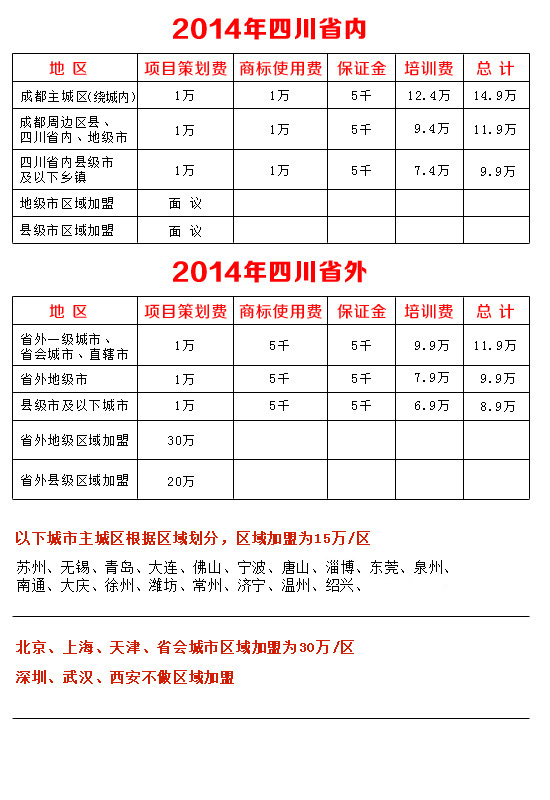 2014年四川省内
地 区 项目策划费 商标使用费 保证金 培训费 总 计
成都主城区(绕城内) 1万 1万 5千 12.4万 14.9万
成都周边区县、
四川省内、地级市 1万 1万 5千 9.4万 11.9万
四川省内县级市
及以下乡镇 1万 1万 5千 7.4万 9.9万
地级市区域加盟 面 议
县级市区域加盟 面 议
2014年四川省外
地 区 项目策划费 商标使用费 保证金 培训费 总 计
省外一级城市、
省会城市、直辖市 1万 5千 5千 9.9万 11.9万
省外地级市 1万 5千 5千 7.9万 9.9万
县级市及以下城市 1万 5千 5千 6.9万 8.9万
省外地级区域加盟 30万
省外县级区域加盟 20万
以下城市主城区根据区域划分，区域加盟为15万/区
苏州、无锡、青岛、大连、佛山、宁波、唐山、淄博、东莞、泉州、
南通、大庆、徐州、潍坊、常州、济宁、温州、绍兴、
北京、上海、天津、省会城市区域加盟为30万/区
深圳、武汉、西安不做区域加盟